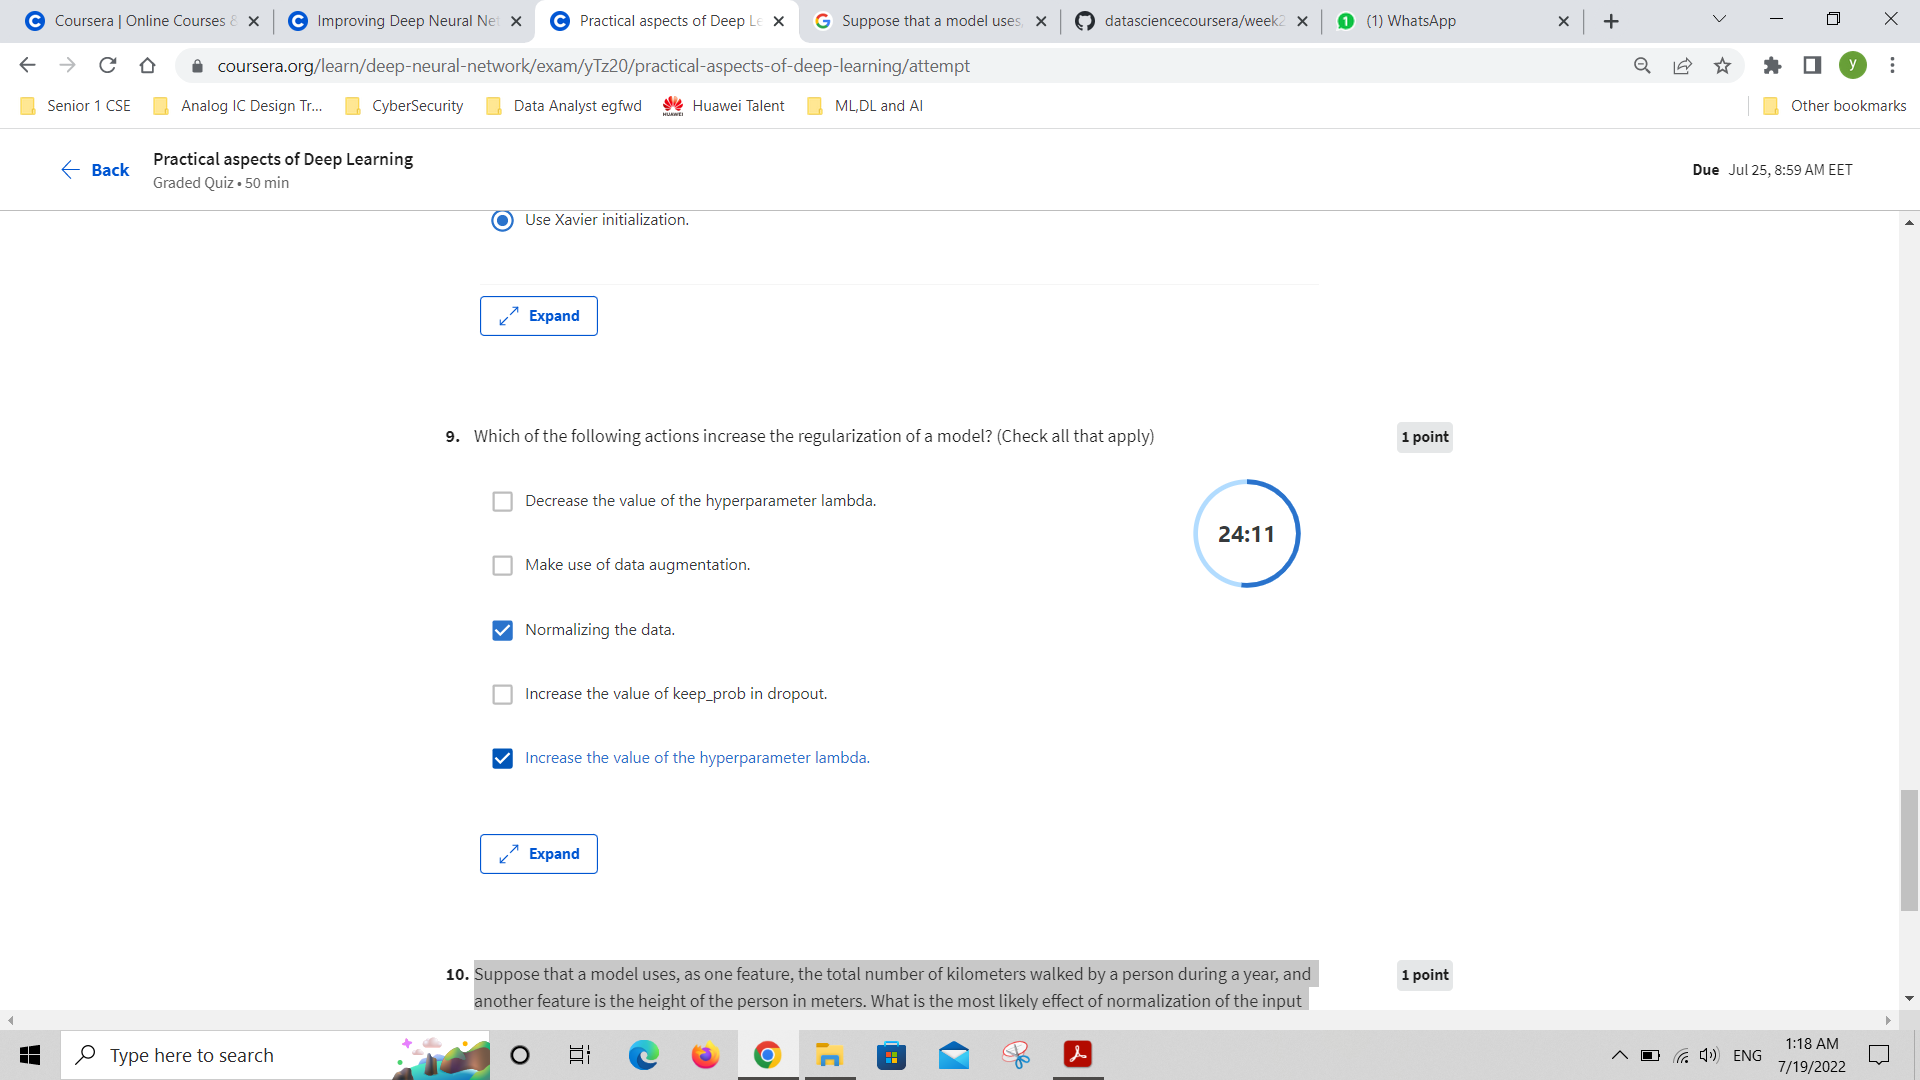 Coursera | Online Courses &
Improving Deep Neural Net
Practical aspects of Deep Le
Suppose that a model uses,
datasciencecoursera/week2
(1) WhatsApp
coursera.org/learn/deep-neural-network/exam/yTz20/practical-aspects-of-deep-learning/attempt
y
Senior 1 CSE
Analog IC Design Tr...
CyberSecurity
Data Analyst egfwd
HUAWEI
Huawei Talent
ML,DL and AI
Other bookmarks
Back
Practical aspects of Deep Learning
Graded Quiz • 50 min
Due Jul 25, 8:59 AM EET
Use Xavier initialization.
Expand
9. Which of the following actions increase the regularization of a model? (Check all that apply)
1 point
Decrease the value of the hyperparameter lambda.
24:11
Make use of data augmentation.
Normalizing the data.
Increase the value of keep_prob in dropout.
Increase the value of the hyperparameter lambda.
Expand
10. Suppose that a model uses, as one feature, the total number of kilometers walked by a person during a year, and
1 point
another feature is the height of the person in meters. What is the most likely effect of normalization of the input
Type here to search
ENG
1:18 AM
7/19/2022